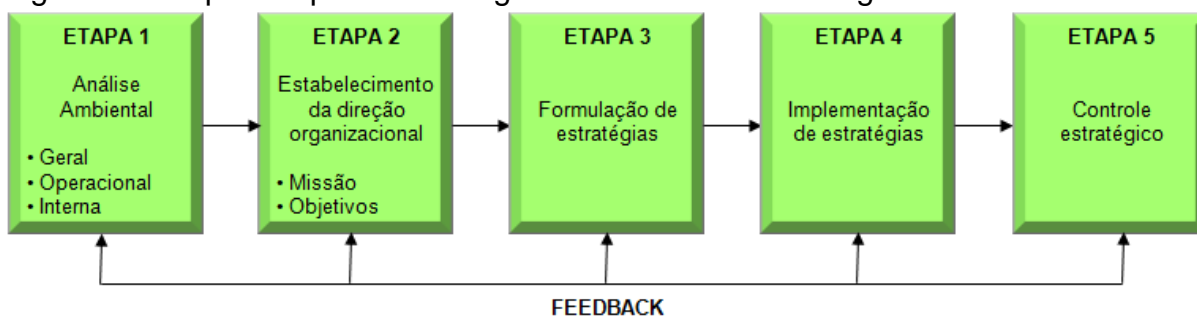 ETAPA 1
Análise
Ambiental
• Geral
• Operacional
• Interna
ETAPA 2
Estabelecimento
da direção
organizacional
• Missão
• Objetivos
ETAPA 3
Formulação de
estratégias
ETAPA 4
Implementação
de estratégias
ETAPA 5
Controle
estratégico
FEEDBACK